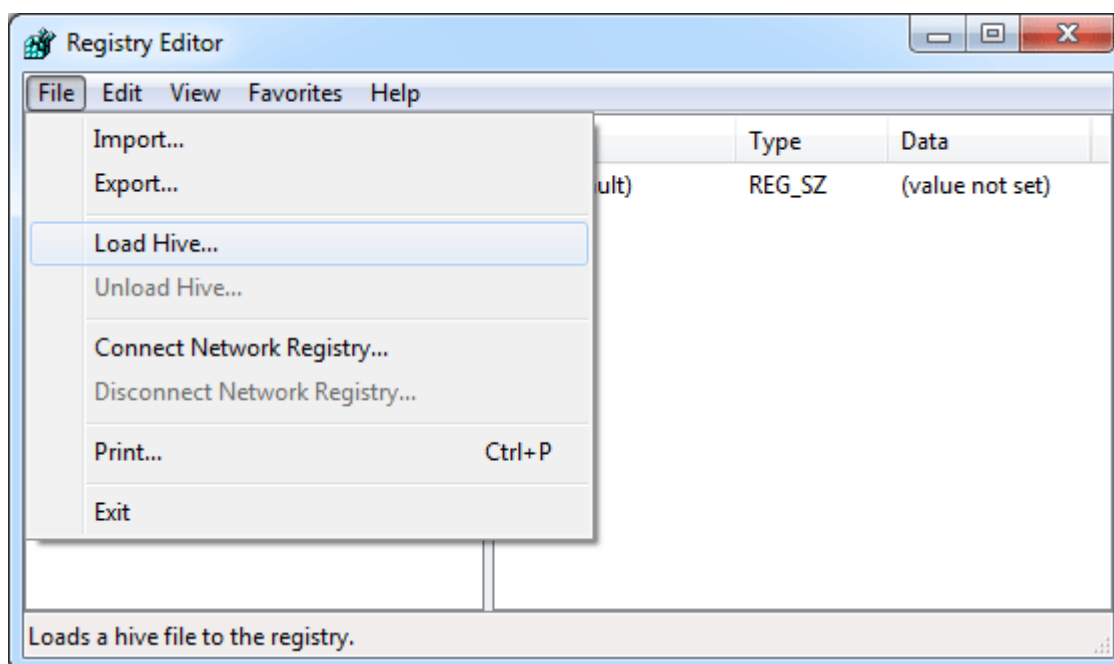 Registry Editor
File Edit View Favorites Help
Import...
Export...
Load Hive...
Unload Hive...
Connect Network Registry...
Disconnect Network Registry...
Print... Ctrl+P
Exit
Type Data
ult) REG_SZ (value not set)
Loads a hive file to the registry.